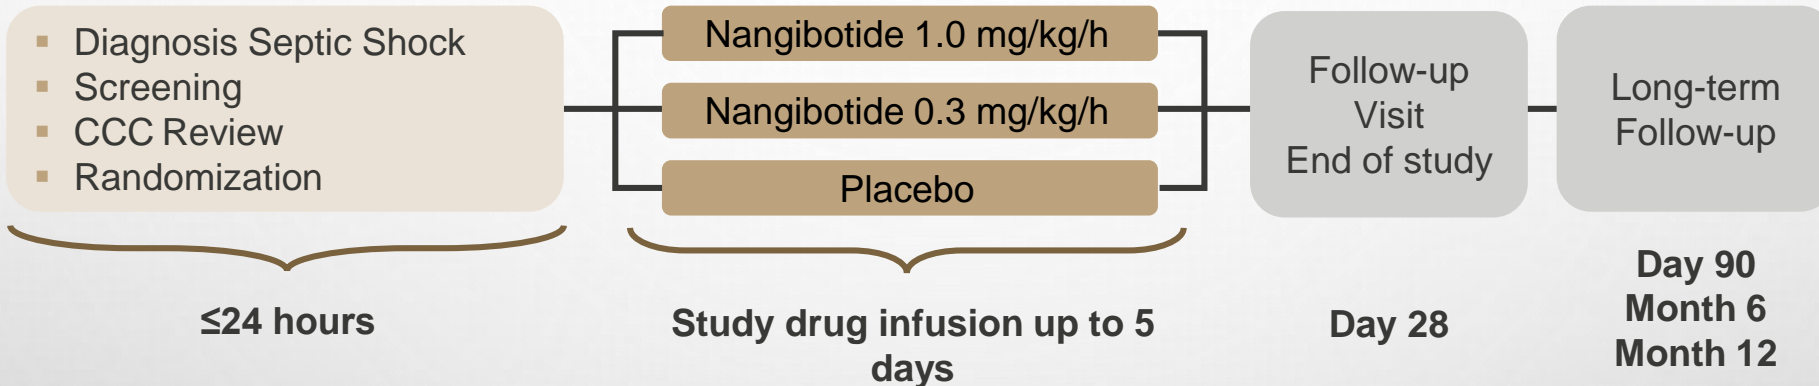 ▪ Diagnosis Septic Shock
▪ Screening
▪ CCC Review
▪ Randomization
≤24 hours
Nangibotide 1.0 mg/kg/h
Nangibotide 0.3 mg/kg/h
Placebo
Study drug infusion up to 5
days
Follow-up
Visit
End of study
Day 28
Long-term
Follow-up
Day 90
Month 6
Month 12